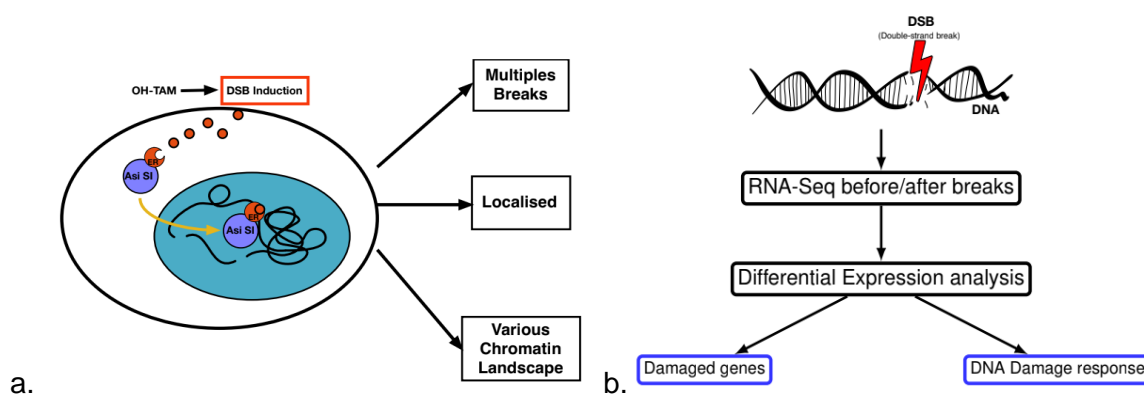 OH-TAM
DSB Induction
ER
Asi SI
ER
Asi SI
Multiples
Breaks
Localised
Various
Chromatin
Landscape
a.
DSB
(Double-strand break)
DNA
RNA-Seq before/after breaks
Differential Expression analysis
Damaged genes
DNA Damage response
b.